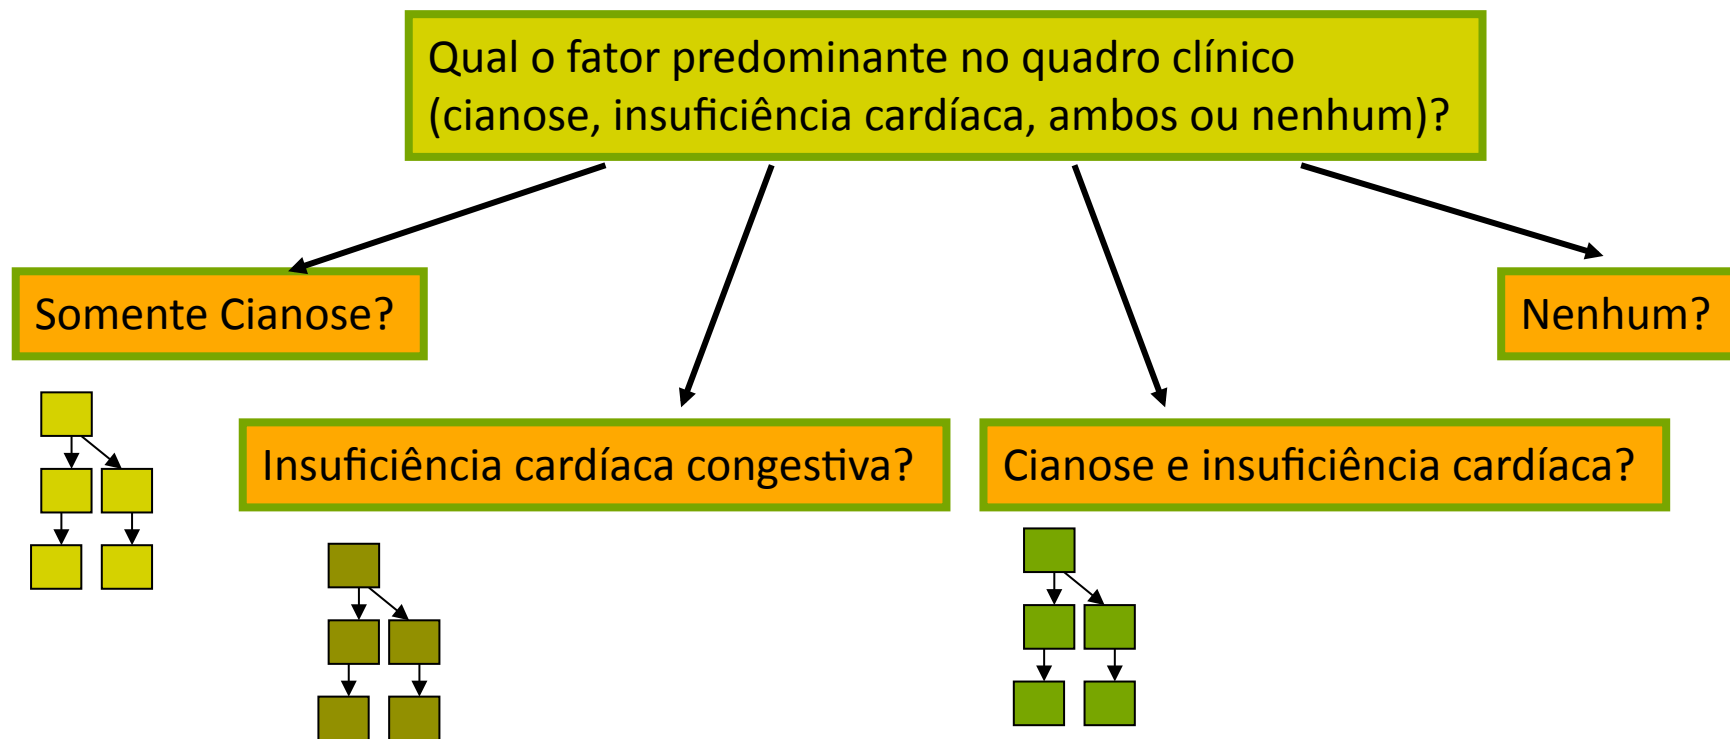 Qual o fator predominante no quadro clínico
(cianose, insuficiência cardíaca, ambos ou nenhum)?
Somente Cianose?
Nenhum?
Insuficiência cardíaca congestiva?
Cianose e insuficiência cardíaca?